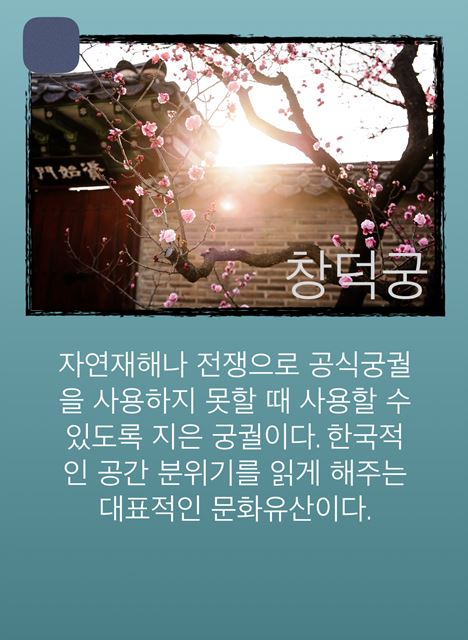 창덕궁
자연재해나 전쟁으로 공식궁궐
을 사용하지 못할 때 사용할 수
있도록 지은 궁궐이다. 한국적
인 공간 분위기를 읽게 해주는
대표적인 문화유산이다.